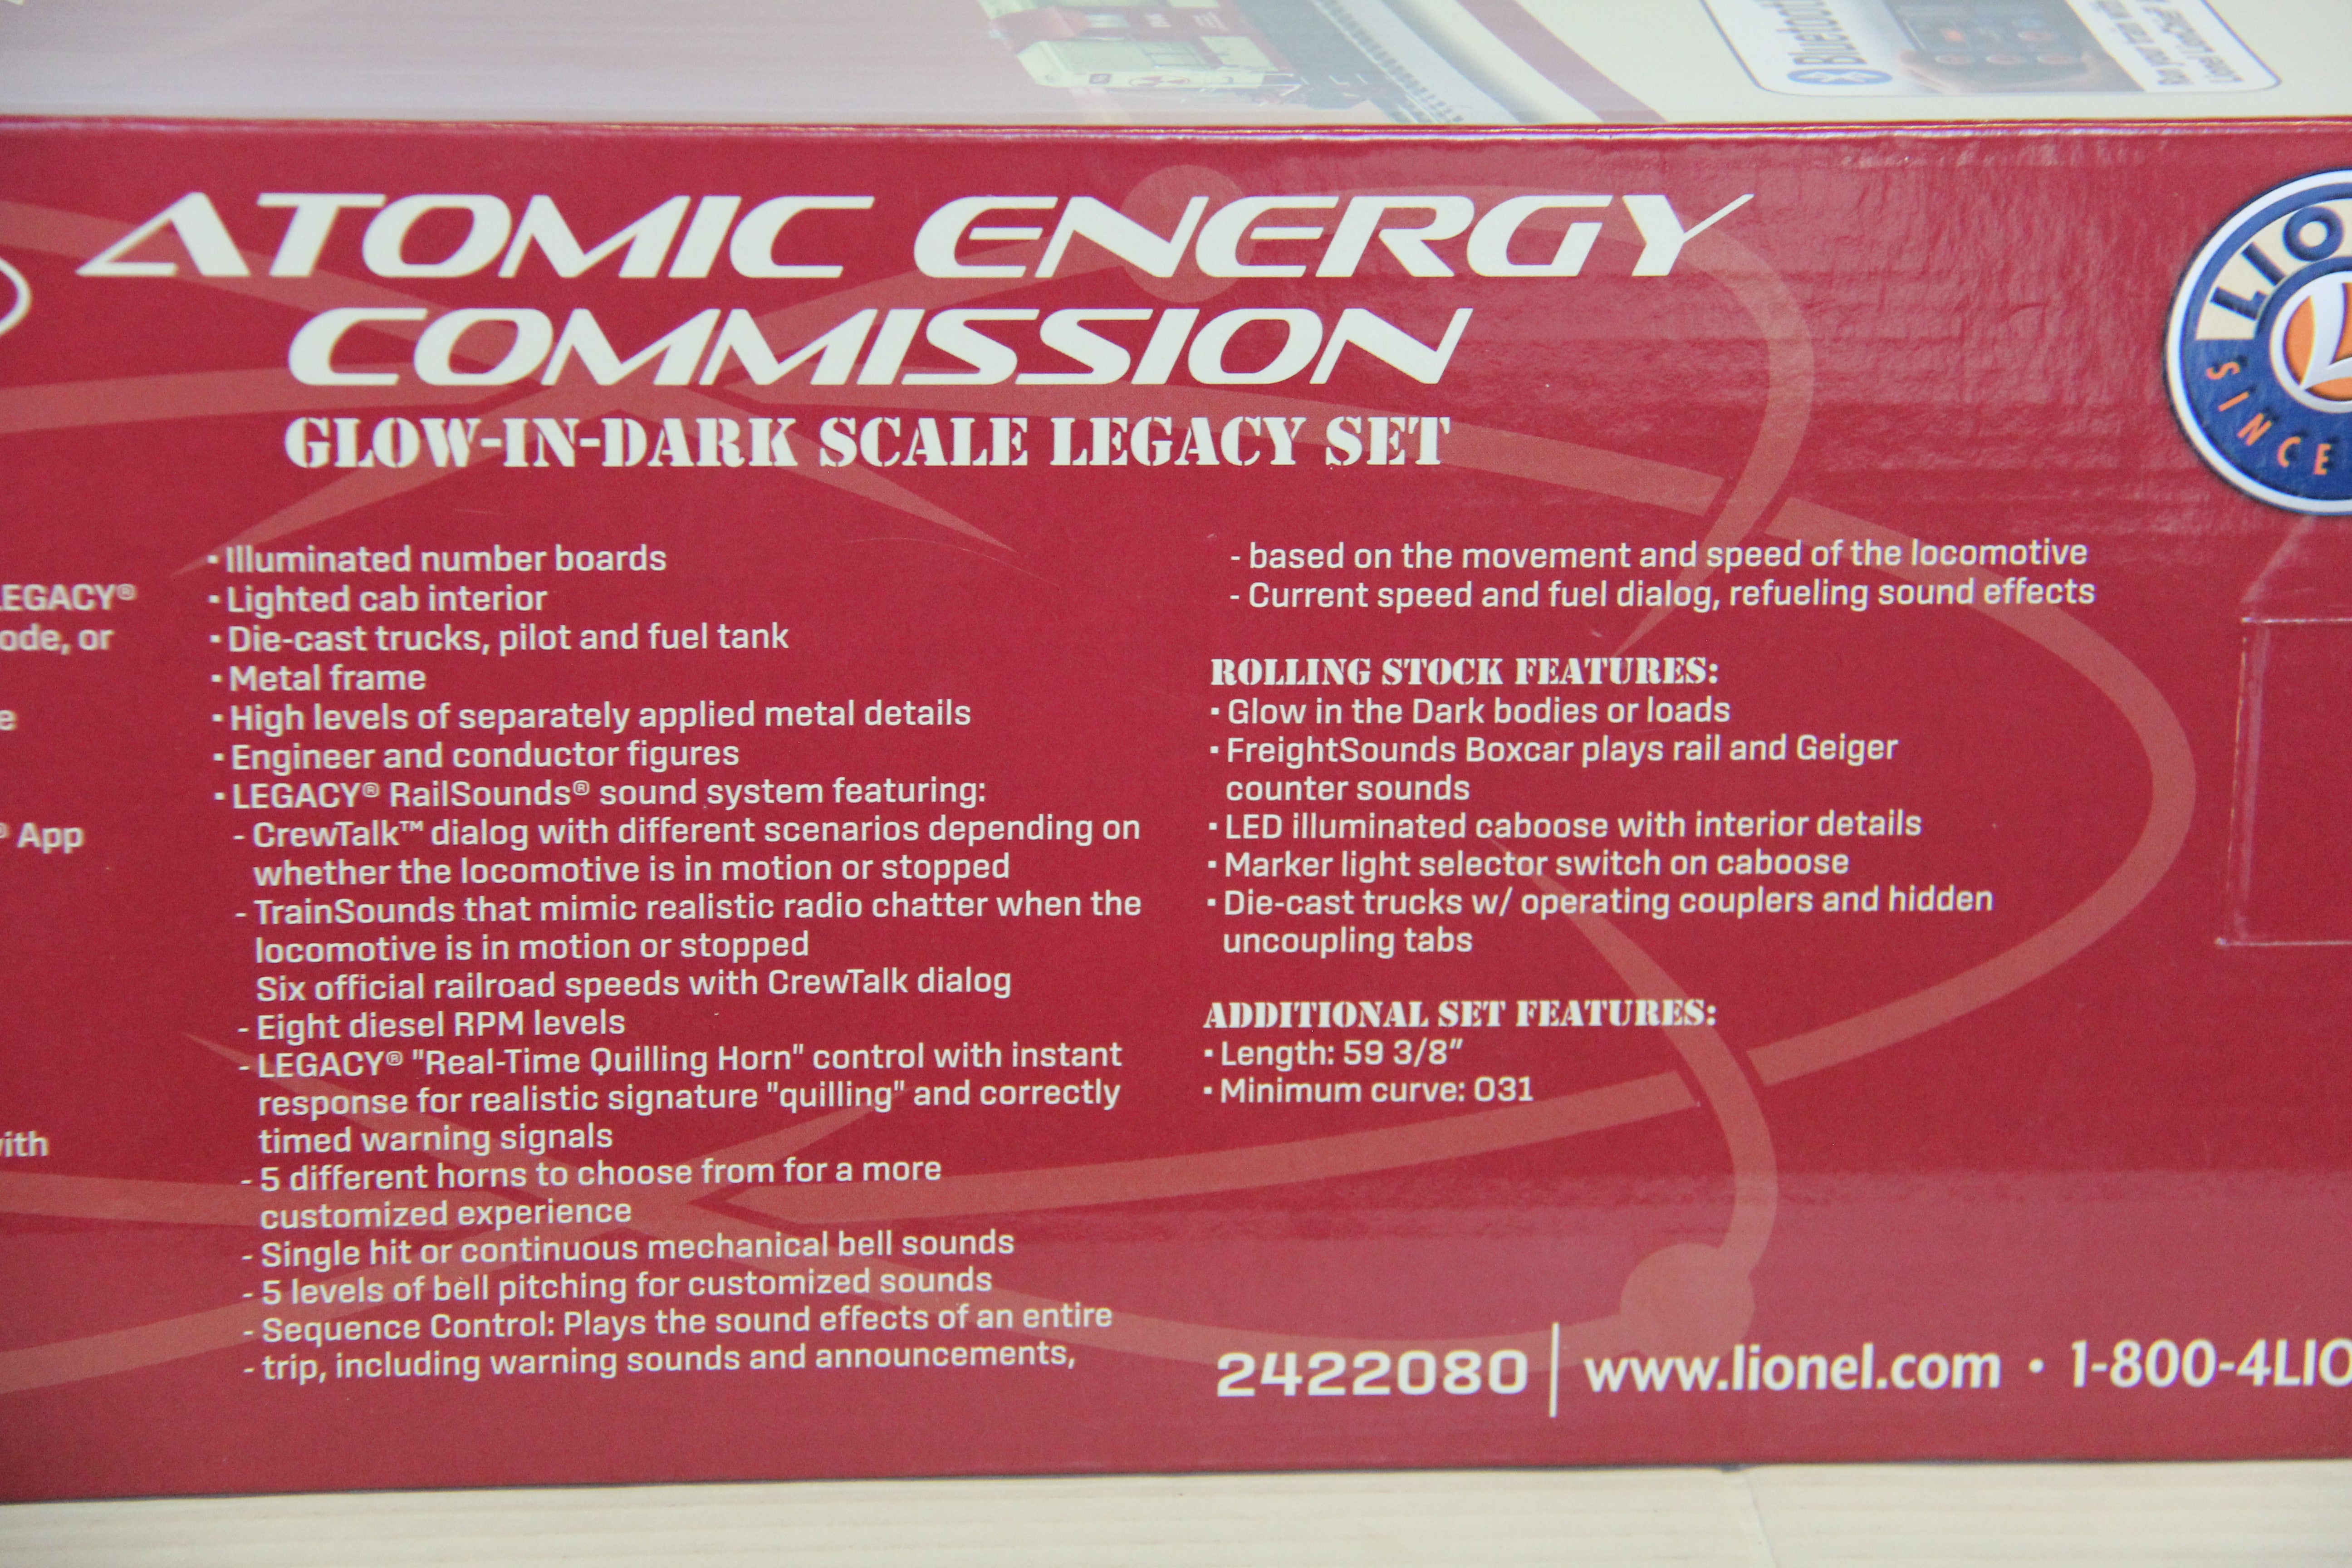 Bluetooth
ATOMIC ENERGY
COMMISSION
GLOW-IN-DARK SCALE LEGACY SET
LIO
SINCE
LEGACY®
ode, or
e
® App
with
▪ Illuminated number boards
▪ Lighted cab interior
▪ Die-cast trucks, pilot and fuel tank
▪ Metal frame
▪ High levels of separately applied metal details
▪ Engineer and conductor figures
▪ LEGACY® RailSounds® sound system featuring:
- CrewTalk™ dialog with different scenarios depending on
whether the locomotive is in motion or stopped
- TrainSounds that mimic realistic radio chatter when the
locomotive is in motion or stopped
Six official railroad speeds with CrewTalk dialog
- Eight diesel RPM levels
- LEGACY® "Real-Time Quilling Horn" control with instant
response for realistic signature "quilling" and correctly
timed warning signals
- 5 different horns to choose from for a more
customized experience
- Single hit or continuous mechanical bell sounds
- 5 levels of bell pitching for customized sounds
- Sequence Control: Plays the sound effects of an entire
- trip, including warning sounds and announcements,
- based on the movement and speed of the locomotive
- Current speed and fuel dialog, refueling sound effects
ROLLING STOCK FEATURES:
▪ Glow in the Dark bodies or loads
▪ FreightSounds Boxcar plays rail and Geiger
counter sounds
▪ LED illuminated caboose with interior details
▪ Marker light selector switch on caboose
▪ Die-cast trucks w/ operating couplers and hidden
uncoupling tabs
ADDITIONAL SET FEATURES:
▪ Length: 59 3/8"
▪ Minimum curve: O31
2422080 | www.lionel.com • 1-800-4LIO